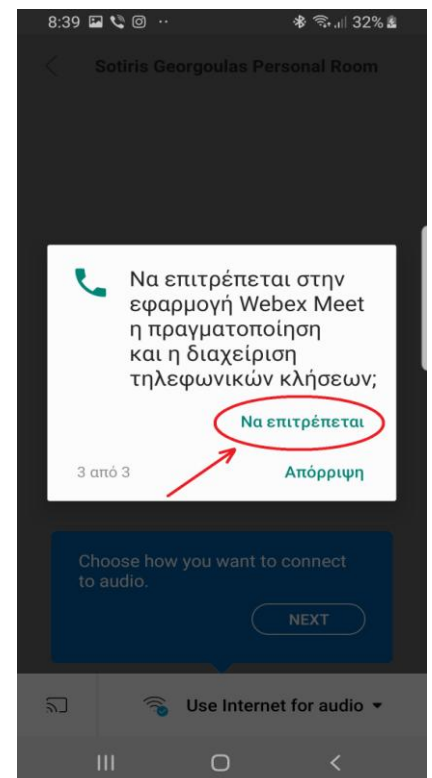 8:39
32%
Sotiris Georgoulas Personal Room
Να επιτρέπεται στην
εφαρμογή Webex Meet
η πραγματοποίηση
και η διαχείριση
τηλεφωνικών κλήσεων;
Να επιτρέπεται
3 από 3
Απόρριψη
Choose how you want to connect
to audio.
NEXT
Use Internet for audio